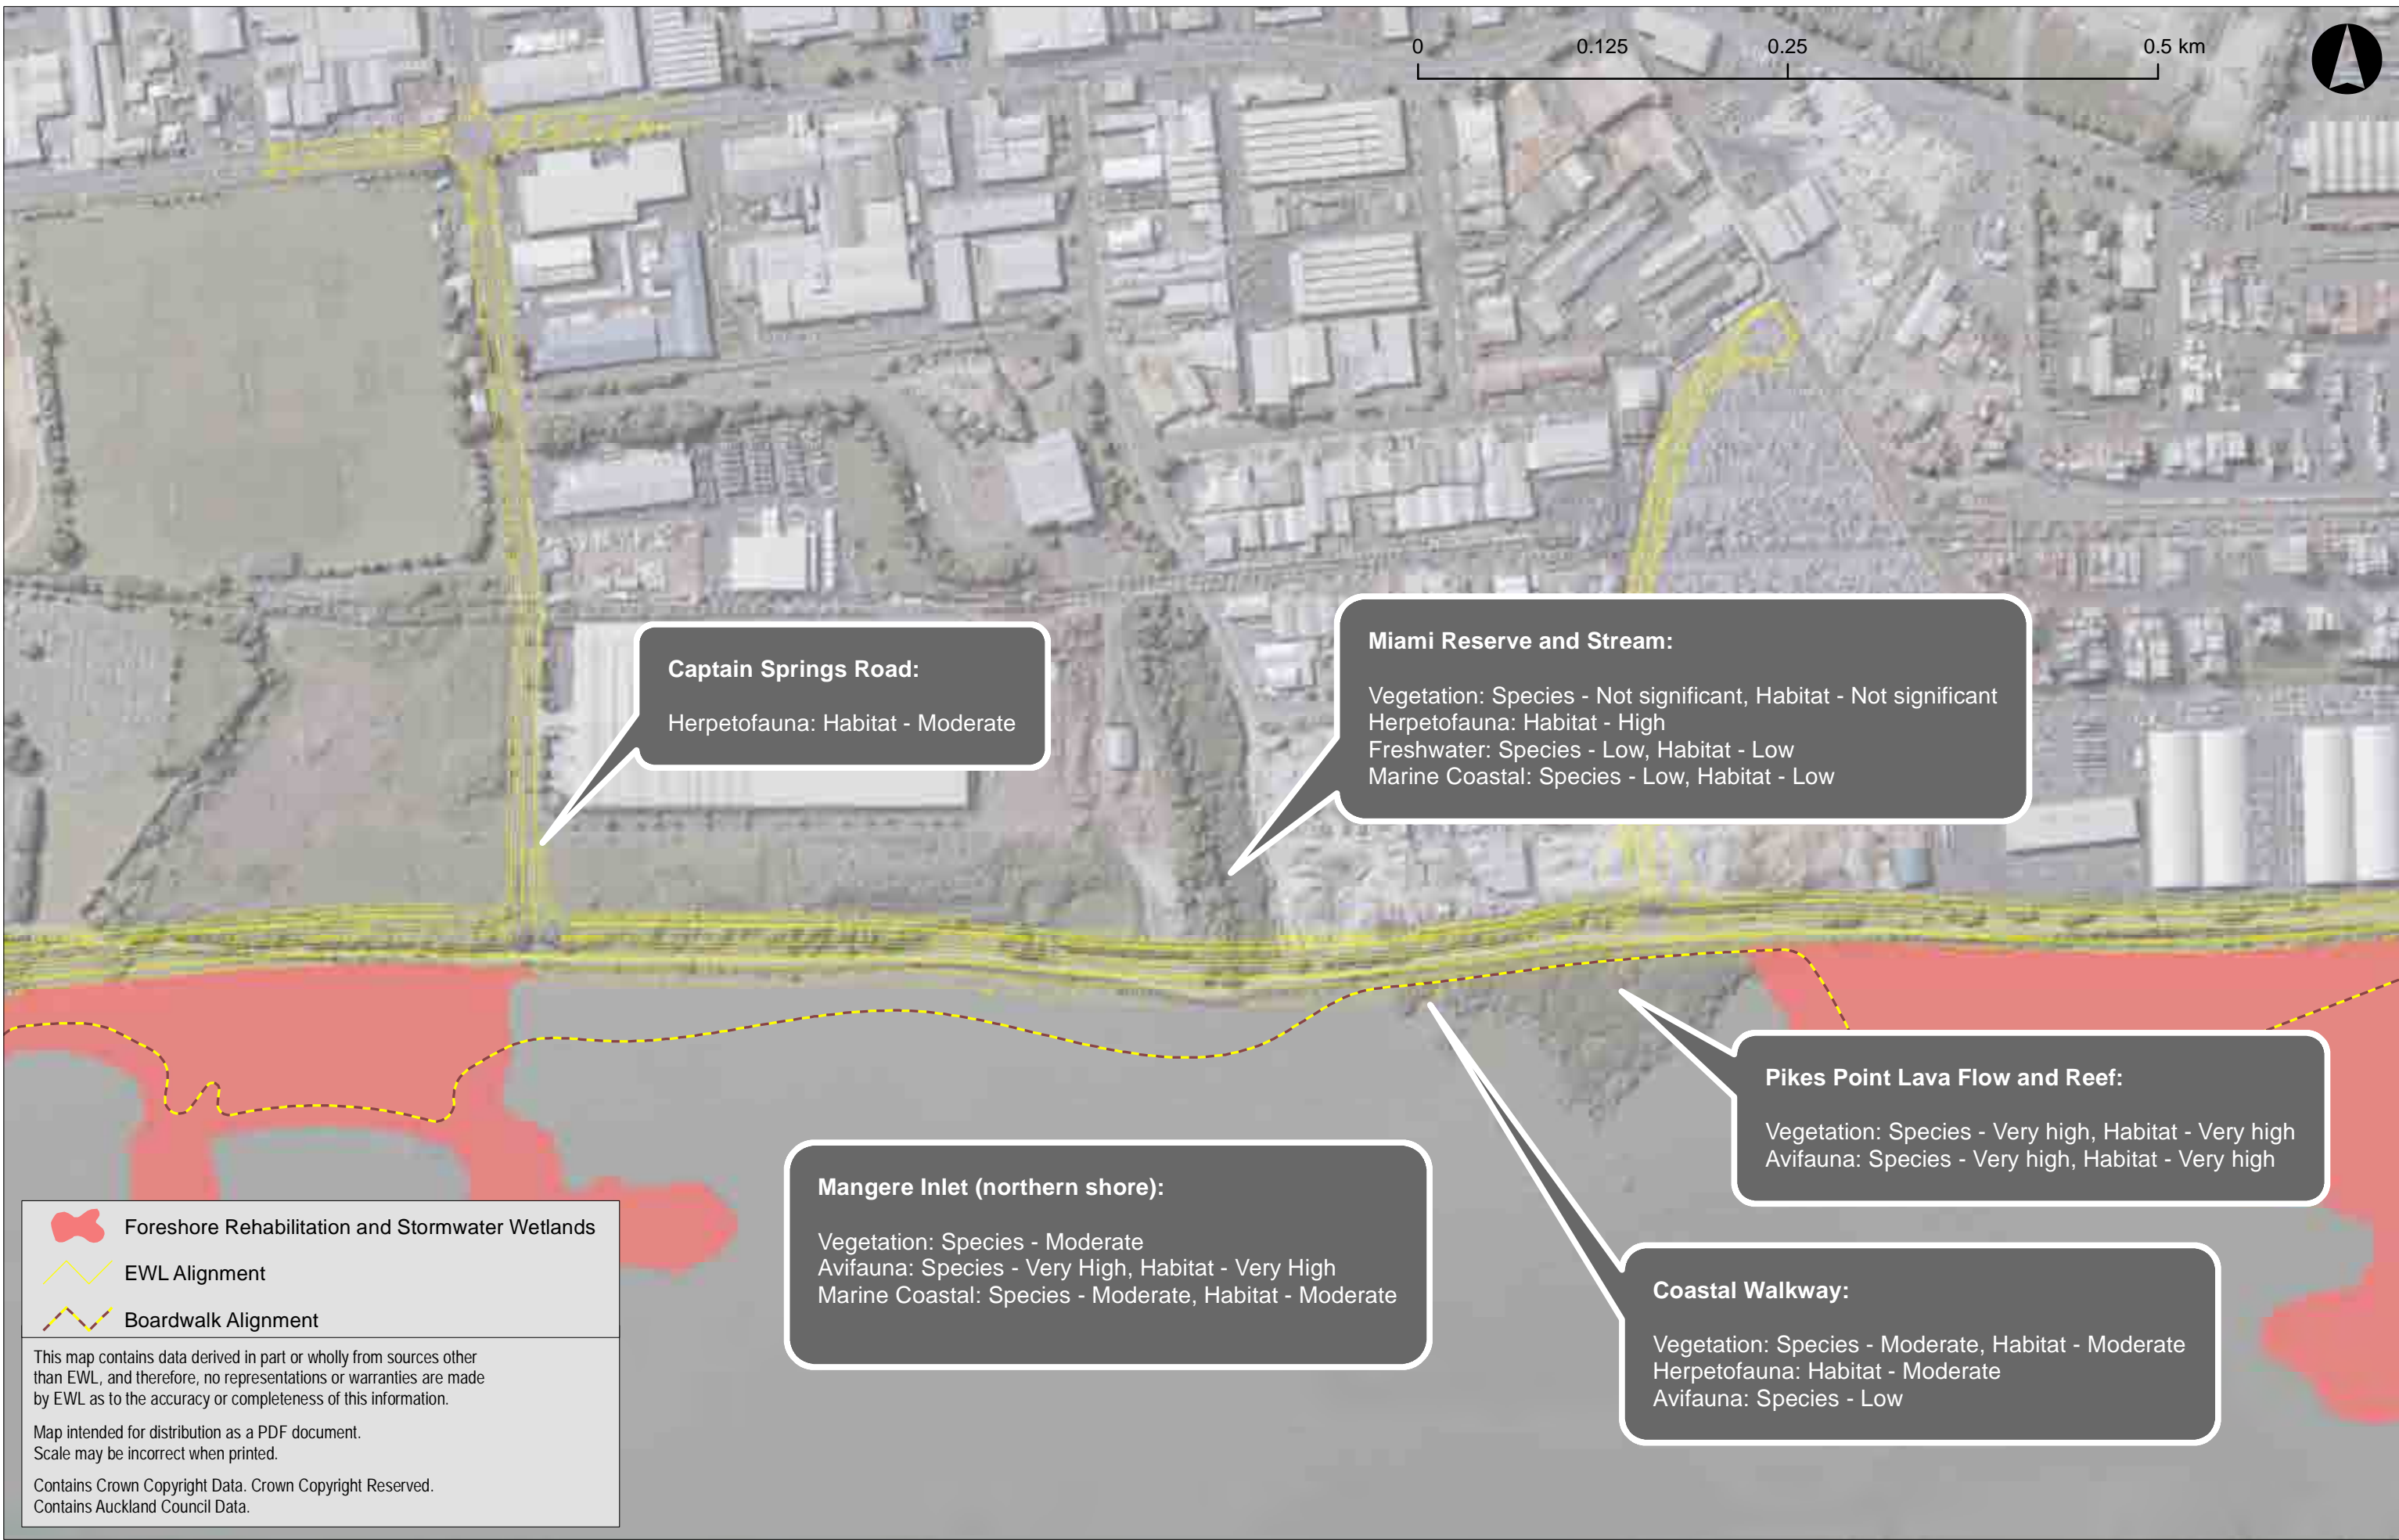 0 0.125 0.25 0.5 km
Captain Springs Road:
Herpetofauna: Habitat - Moderate
Miami Reserve and Stream:
Vegetation: Species - Not significant, Habitat - Not significant
Herpetofauna: Habitat - High
Freshwater: Species - Low, Habitat - Low
Marine Coastal: Species - Low, Habitat - Low
Pikes Point Lava Flow and Reef:
Vegetation: Species - Very high, Habitat - Very high
Avifauna: Species - Very high, Habitat - Very high
Mangere Inlet (northern shore):
Vegetation: Species - Moderate
Avifauna: Species - Very High, Habitat - Very High
Marine Coastal: Species - Moderate, Habitat - Moderate
Coastal Walkway:
Vegetation: Species - Moderate, Habitat - Moderate
Herpetofauna: Habitat - Moderate
Avifauna: Species - Low
Foreshore Rehabilitation and Stormwater Wetlands
EWL Alignment
Boardwalk Alignment
This map contains data derived in part or wholly from sources other
than EWL, and therefore, no representations or warranties are made
by EWL as to the accuracy or completeness of this information.
Map intended for distribution as a PDF document.
Scale may be incorrect when printed.
Contains Crown Copyright Data. Crown Copyright Reserved.
Contains Auckland Council Data.